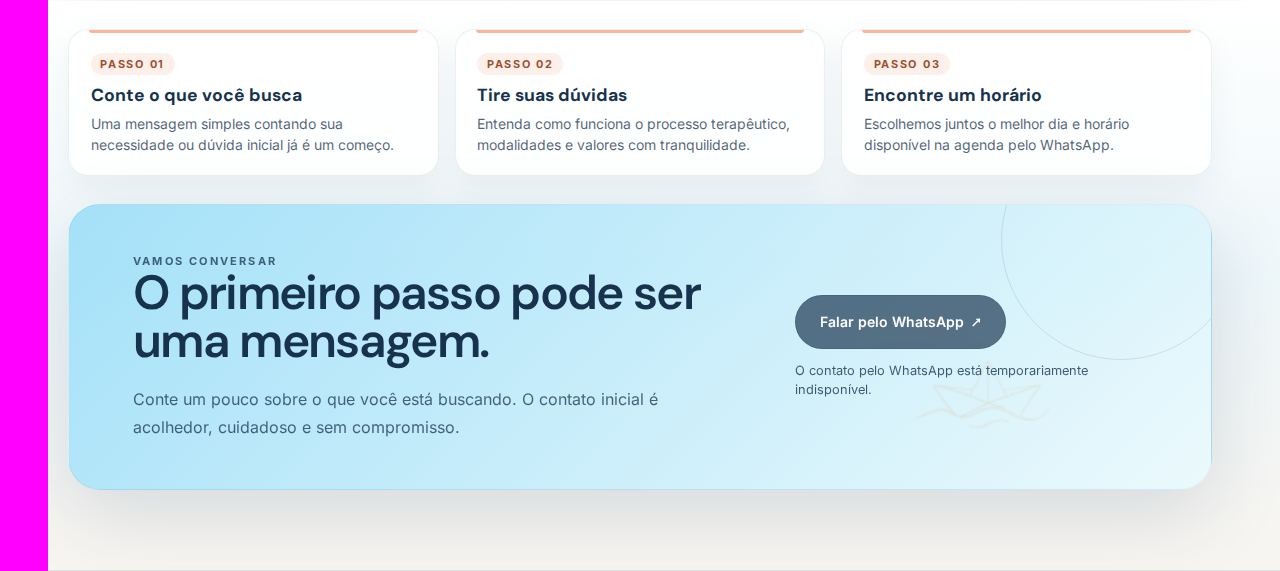 PASSO 01
Conte o que você busca
Uma mensagem simples contando sua
necessidade ou dúvida inicial já é um começo.
PASSO 02
Tire suas dúvidas
Entenda como funciona o processo terapêutico,
modalidades e valores com tranquilidade.
PASSO 03
Encontre um horário
Escolhemos juntos o melhor dia e horário
disponível na agenda pelo WhatsApp.
VAMOS CONVERSAR
O primeiro passo pode ser
uma mensagem.
Conte um pouco sobre o que você está buscando. O contato inicial é
acolhedor, cuidadoso e sem compromisso.
Falar pelo WhatsApp ↗
O contato pelo WhatsApp está temporariamente
indisponível.